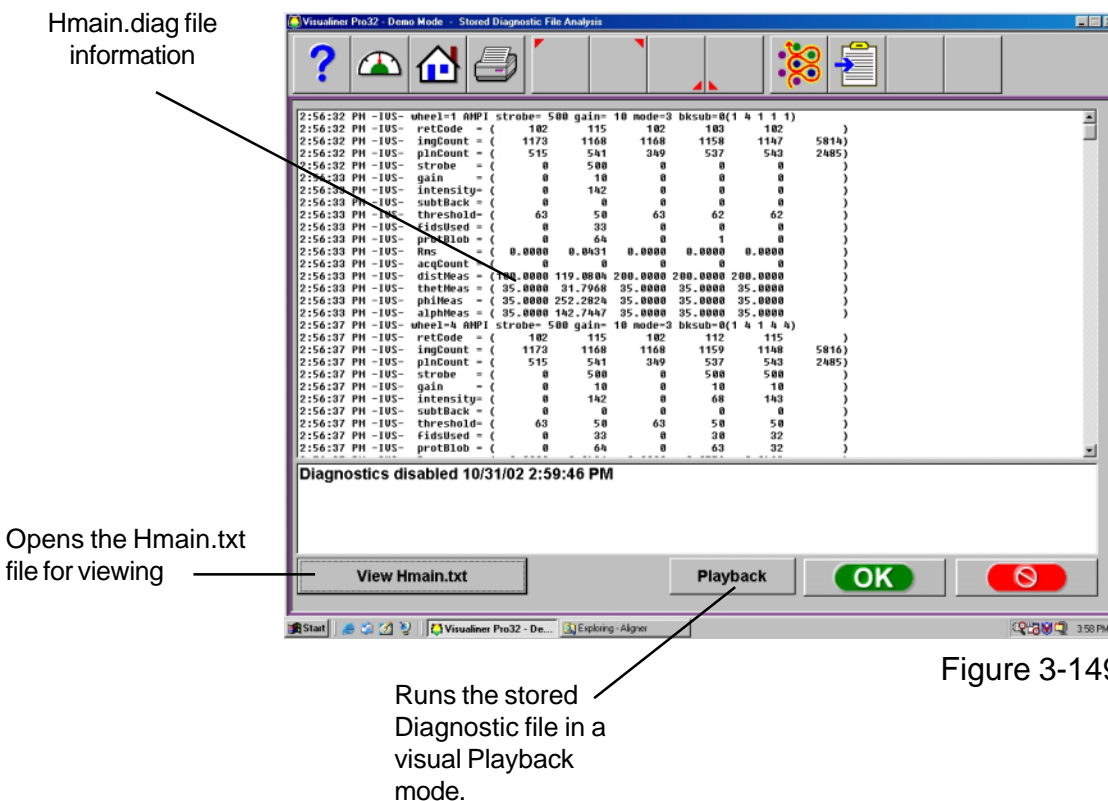 Hmain.diag file
information
Visualiner Pro32 - Demo Mode - Stored Diagnostic File Analysis
2:56:32 PM -IVS- wheel=1 AMPI strobe= 500 gain= 10 mode=3 bksub=0(1 4 1 1 1)
2:56:32 PM -IVS- retCode = ( 102 115 102 103 102 )
2:56:32 PM -IVS- imgCount = ( 1173 1168 1168 1158 1147 5814)
2:56:32 PM -IVS- plnCount = ( 515 541 349 537 543 2485)
2:56:32 PM -IVS- strobe = ( 0 500 0 0 0 )
2:56:33 PM -IVS- gain = ( 0 10 0 0 0 )
2:56:33 PM -IVS- intensity= ( 0 142 0 0 0 )
2:56:33 PM -IVS- subtBack = ( 0 0 0 0 0 )
2:56:33 PM -IVS- threshold= ( 63 50 63 62 62 )
2:56:33 PM -IVS- fidsUsed = ( 0 33 0 0 0 )
2:56:33 PM -IVS- protBlob = ( 0 64 0 1 0 )
2:56:33 PM -IVS- Rms = ( 0.0000 0.0431 0.0000 0.0000 0.0000 )
2:56:33 PM -IVS- acqCount = ( 0 0 0 0 0 )
2:56:33 PM -IVS- distMeas = (100.0000 119.0804 200.0000 200.0000 200.0000 )
2:56:33 PM -IVS- thetMeas = ( 35.0000 31.7968 35.0000 35.0000 35.0000 )
2:56:33 PM -IVS- phiMeas = ( 35.0000 252.2824 35.0000 35.0000 35.0000 )
2:56:33 PM -IVS- alphMeas = ( 35.0000 142.7447 35.0000 35.0000 35.0000 )
2:56:37 PM -IVS- wheel=4 AMPI strobe= 500 gain= 10 mode=3 bksub=0(1 4 1 4 4)
2:56:37 PM -IVS- retCode = ( 102 115 102 112 115 )
2:56:37 PM -IVS- imgCount = ( 1173 1168 1168 1159 1148 5816)
2:56:37 PM -IVS- plnCount = ( 515 541 349 537 543 2485)
2:56:37 PM -IVS- strobe = ( 0 500 0 500 500 )
2:56:37 PM -IVS- gain = ( 0 10 0 10 10 )
2:56:37 PM -IVS- intensity= ( 0 142 0 68 143 )
2:56:37 PM -IVS- subtBack = ( 0 0 0 0 0 )
2:56:37 PM -IVS- threshold= ( 63 50 63 50 50 )
2:56:37 PM -IVS- fidsUsed = ( 0 33 0 30 32 )
2:56:37 PM -IVS- protBlob = ( 0 64 0 63 32 )
Diagnostics disabled 10/31/02 2:59:46 PM
Opens the Hmain.txt
file for viewing
View Hmain.txt
Playback
OK
Start
Visualiner Pro32 - De...
Exploring - Aligner
3:58 PM
Figure 3-149
Runs the stored
Diagnostic file in a
visual Playback
mode.